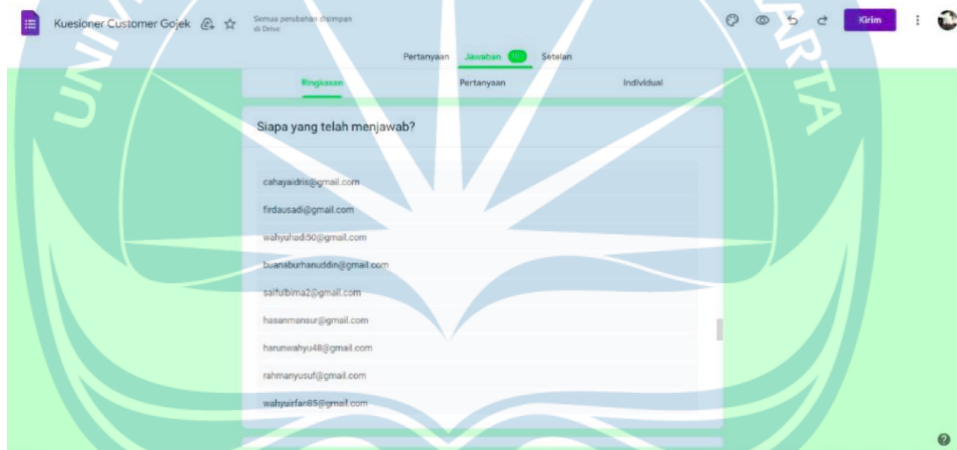 Kuesioner Customer Gojek
Semua perubahan disimpan
di Drive
Kirim
Pertanyaan Jawaban Setelan
Ringkasan Pertanyaan Individual
Siapa yang telah menjawab?
cahayaidris@gmail.com
firdausadi@gmail.com
wahyuhadi50@gmail.com
buanaburhanuddin@gmail.com
saifulbima2@gmail.com
hasanmansur@gmail.com
harunwahyu48@gmail.com
rahmanyusuf@gmail.com
wahyuirfan85@gmail.com